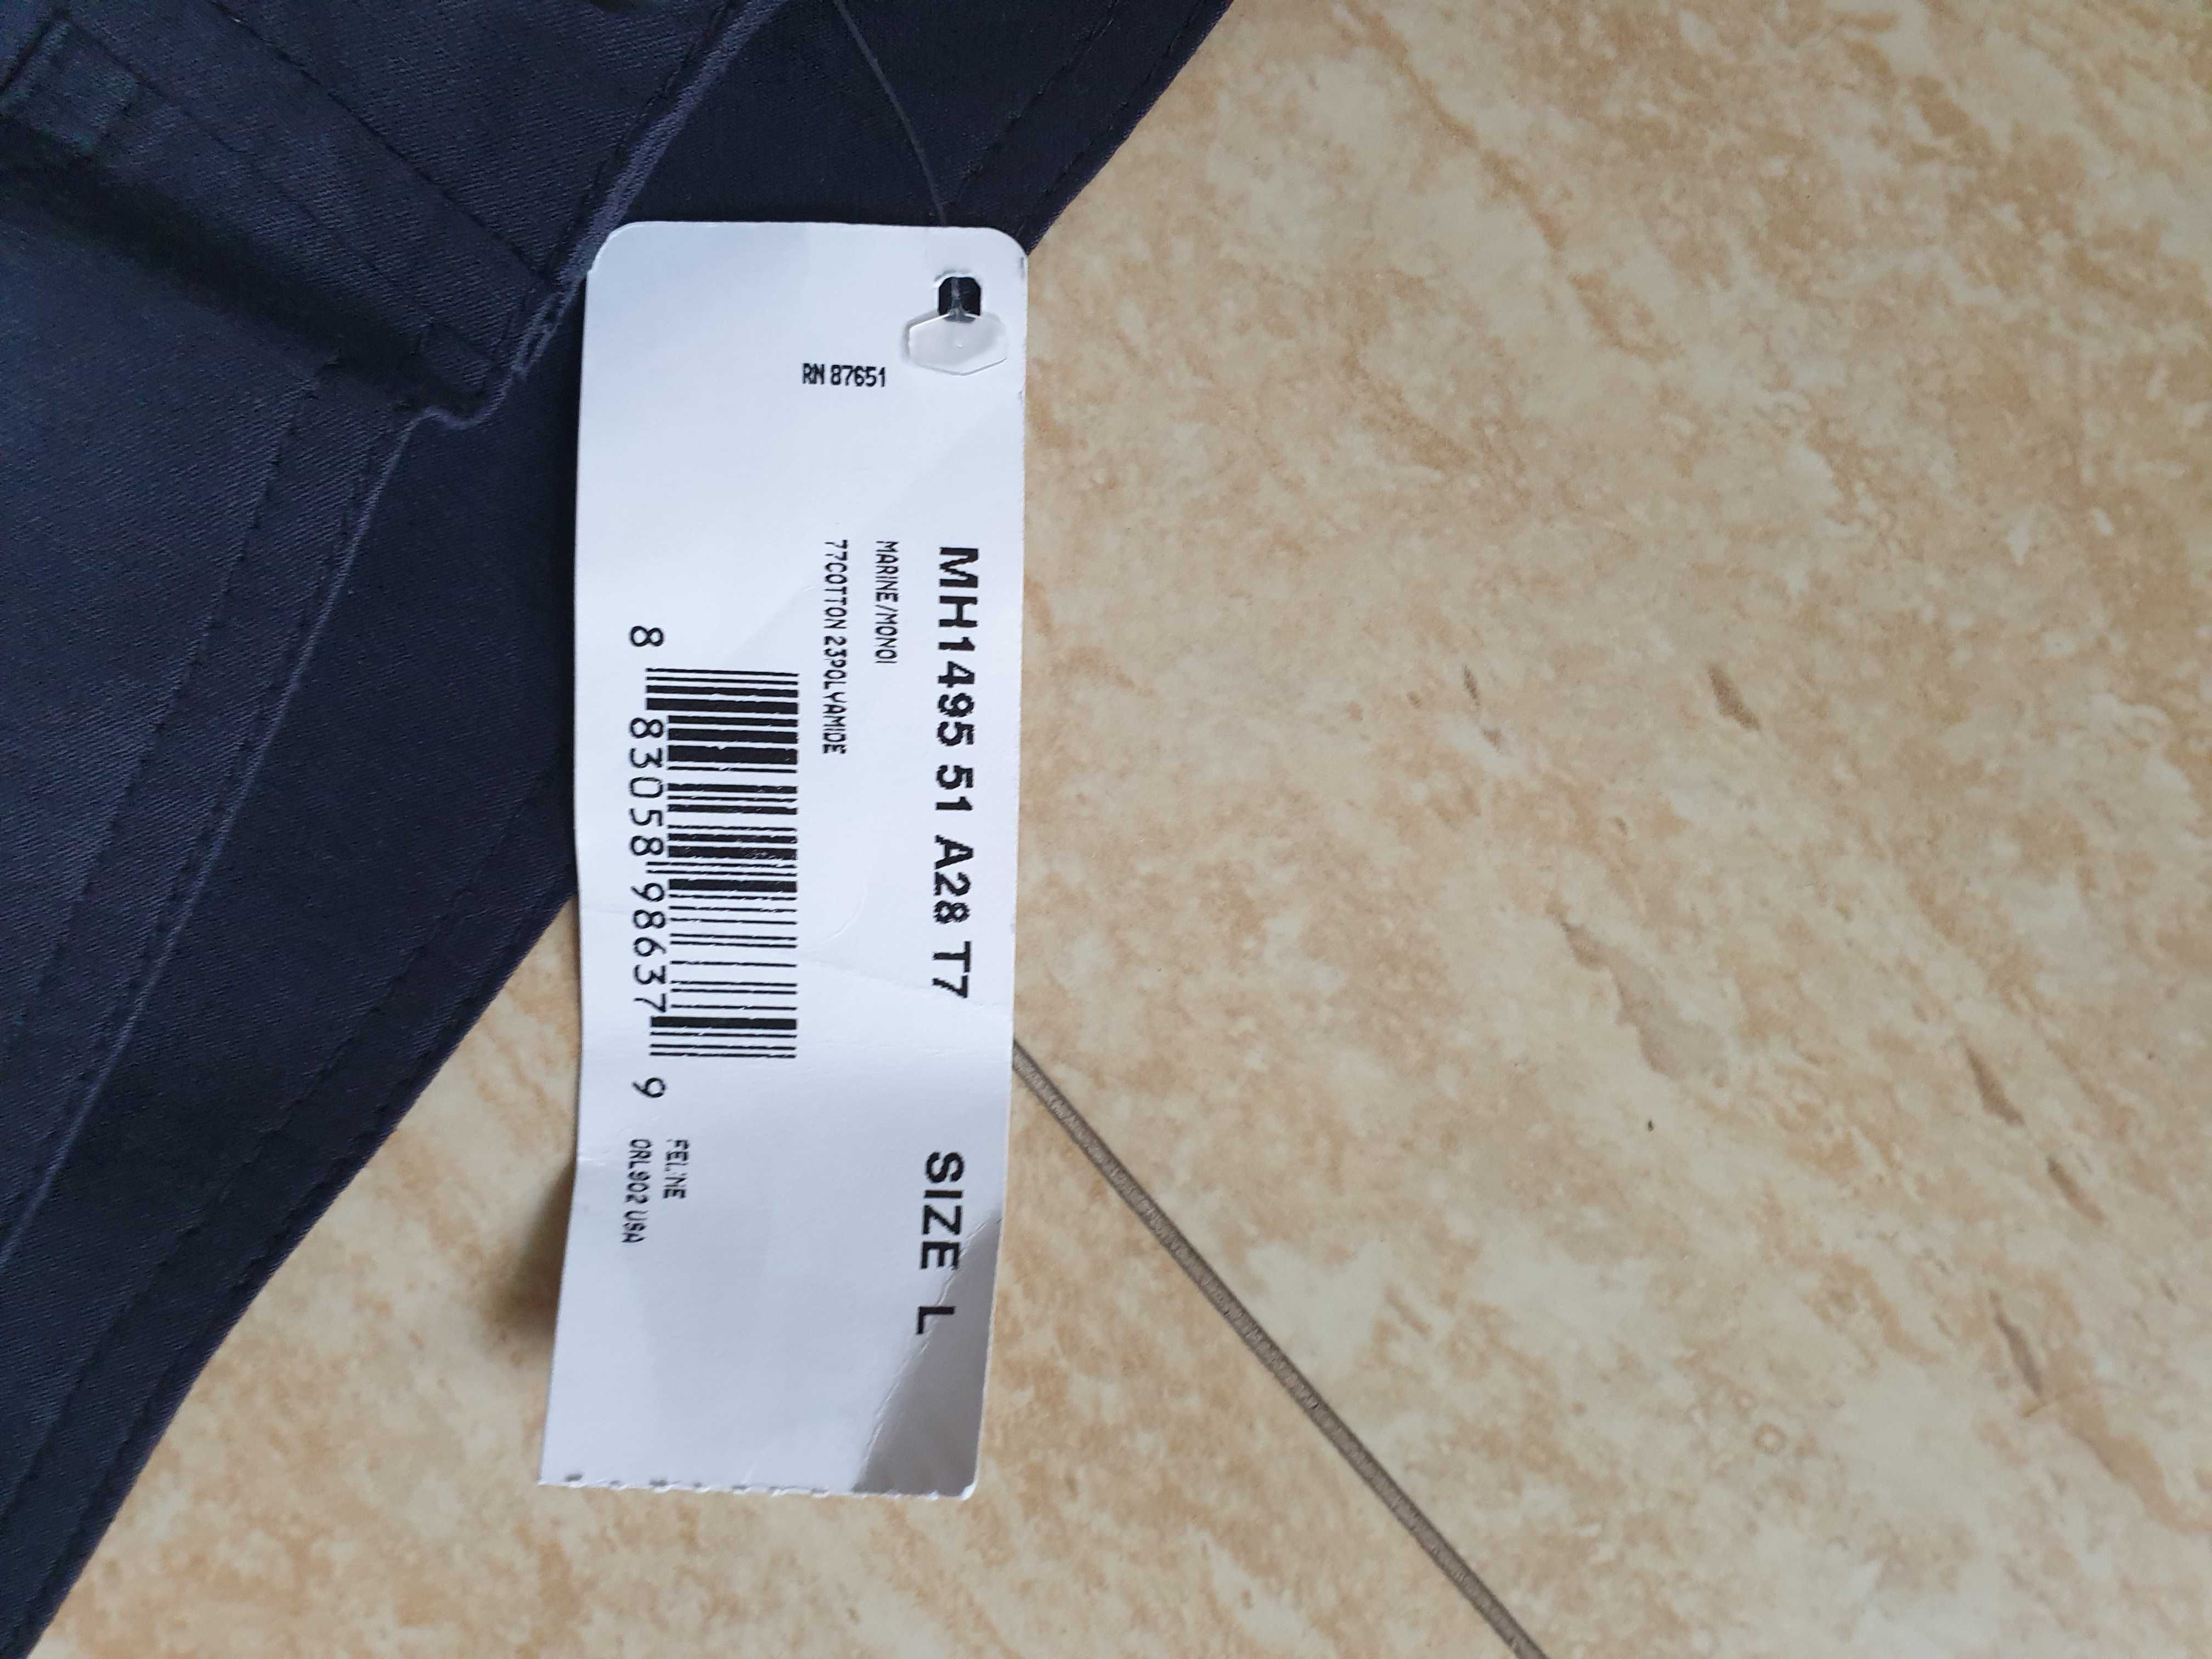 RN 87651
MH1495 51 A28 T7 SIZE L
MARINE/MONOI
77COTTON 23POLYAMIDE
8 83058 98637 9
FELINE
ORL902 USA